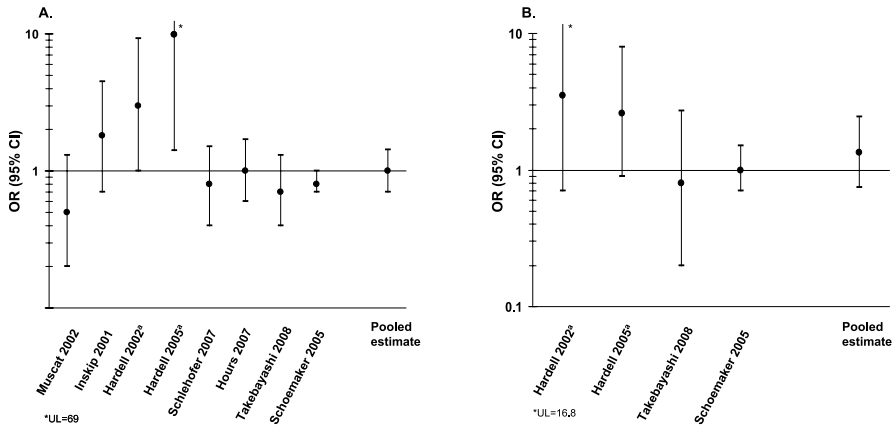 A.
10
*
1
OR (95% CI)
Muscat 2002
Inskip 2001
Hardell 2002a
Hardell 2005a
Schlehofer 2007
Hours 2007
Takebayashi 2008
Schoemaker 2005
Pooled
estimate
*UL=69
B.
10
*
1
0.1
OR (95% CI)
Hardell 2002a
Hardell 2005a
Takebayashi 2008
Schoemaker 2005
Pooled
estimate
*UL=16.8